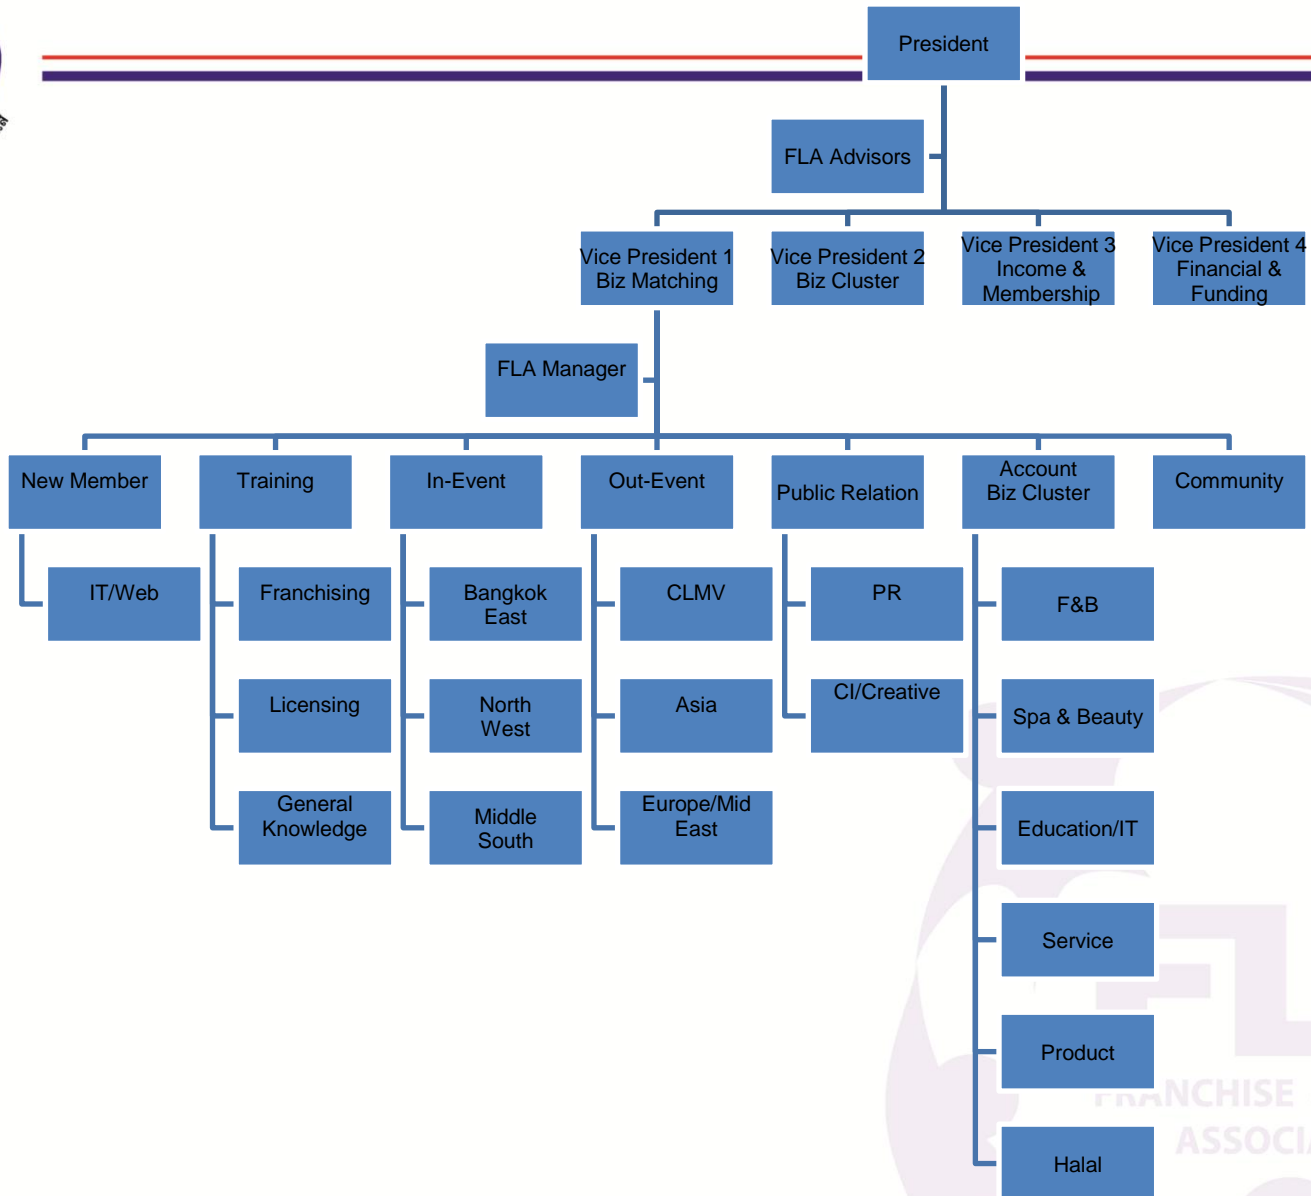 President
FLA Advisors
Vice President 1
Biz Matching
Vice President 2
Biz Cluster
Vice President 3
Income &
Membership
Vice President 4
Financial &
Funding
FLA Manager
New Member
Training
In-Event
Out-Event
Public Relation
Account
Biz Cluster
Community
IT/Web
Franchising
Bangkok
East
CLMV
PR
F&B
Licensing
North
West
Asia
CI/Creative
Spa & Beauty
General
Knowledge
Middle
South
Europe/Mid
East
Education/IT
Service
Product
Halal
FL
FRANCHISE
ASSOCIA